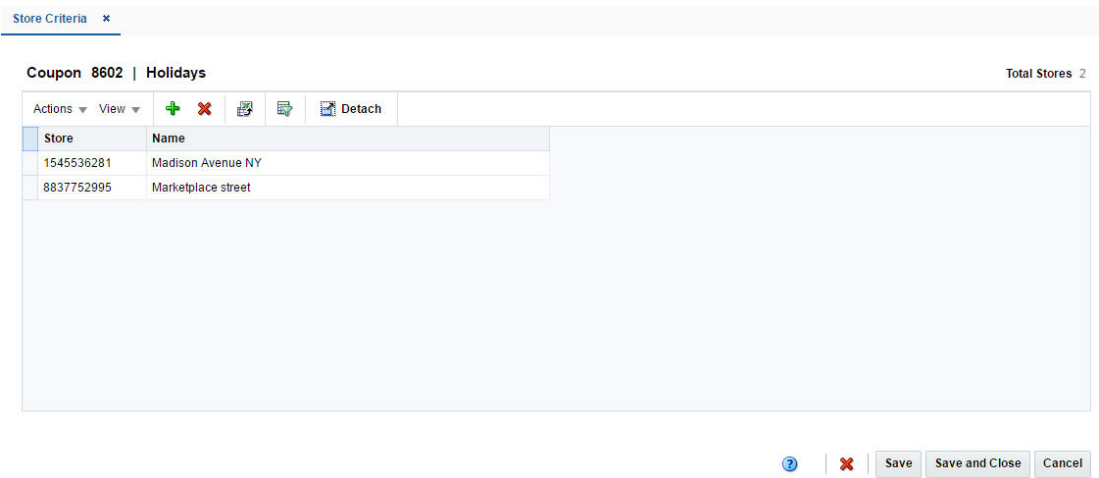 Store Criteria
Coupon 8602 | Holidays
Total Stores 2
Actions View Detach
Store Name
1545536281 Madison Avenue NY
8837752995 Marketplace street
Save Save and Close Cancel